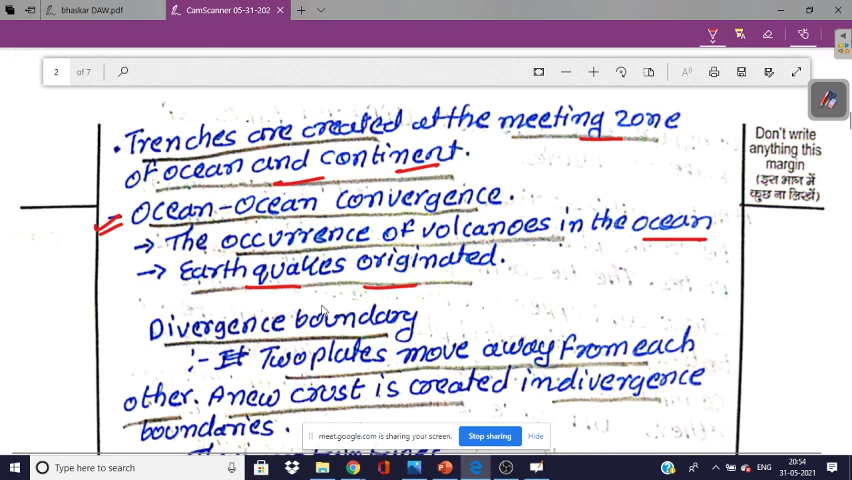 bhaskar DAW.pdf
CamScanner 05-31-202
2 of 7
• Trenches are created at the meeting zone
of ocean and continent.
- Ocean-Ocean convergence.
→ The occurrence of volcanoes in the ocean
→ Earth quakes originated.
Divergence boundary
:- It Two plates move away from each
other. A new crust is created in divergence
boundaries.
Don't write
anything this
margin
(इस भाग में
कुछ ना लिखें)
meet.google.com is sharing your screen.
Stop sharing
Hide
Type here to search
ENG
20:54
31-05-2021